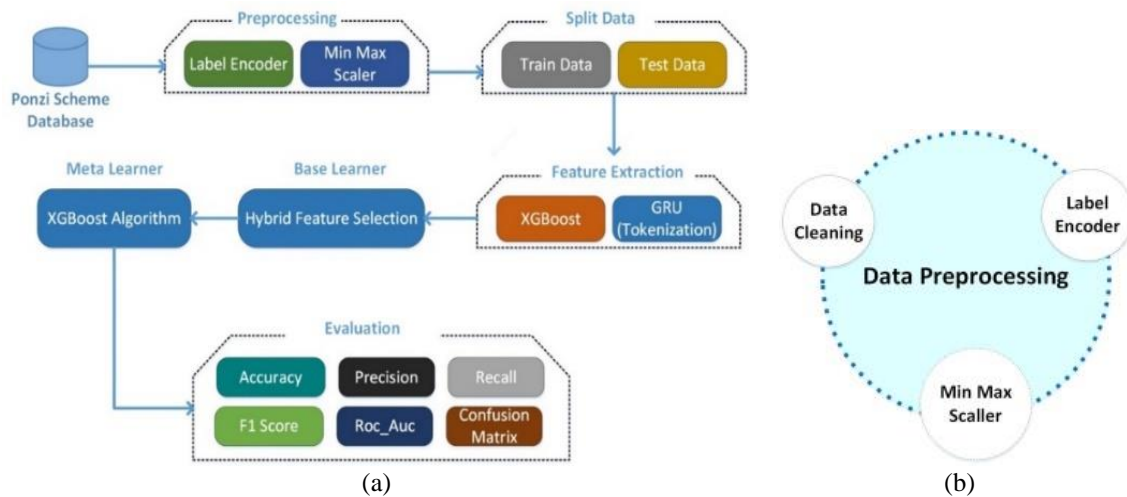 Preprocessing
Label Encoder
Min Max
Scaler
Split Data
Train Data
Test Data
Ponzi Scheme
Database
Meta Learner
XGBoost Algorithm
Base Learner
Hybrid Feature Selection
Feature Extraction
XGBoost
GRU
(Tokenization)
Evaluation
Accuracy
Precision
Recall
F1 Score
Roc_Auc
Confusion
Matrix
(a)
Data
Cleaning
Label
Encoder
Data Preprocessing
Min Max
Scaller
(b)